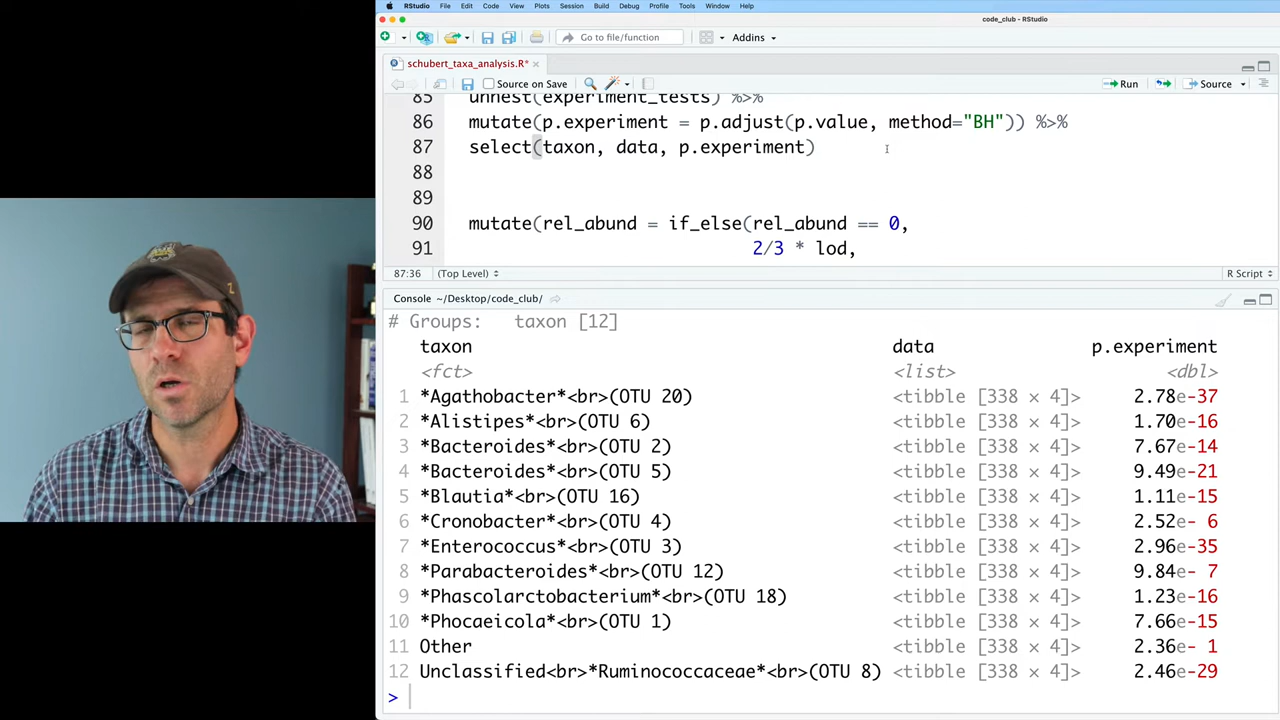 RStudio File Edit Code View Plots Session Build Debug Profile Tools Window Help
code_club - RStudio
Go to file/function Addins
schubert_taxa_analysis.R*
Source on Save Run Source
85 unnest(experiment_tests) %>%
86 mutate(p.experiment = p.adjust(p.value, method="BH")) %>%
87 select(taxon, data, p.experiment)
88
89
90 mutate(rel_abund = if_else(rel_abund == 0,
91 2/3 * lod,
87:36 (Top Level) R Script
Console ~/Desktop/code_club/
# Groups: taxon [12]
taxon data p.experiment
<fct> <list> <dbl>
1 *Agathobacter*<br>(OTU 20) <tibble [338 × 4]> 2.78e-37
2 *Alistipes*<br>(OTU 6) <tibble [338 × 4]> 1.70e-16
3 *Bacteroides*<br>(OTU 2) <tibble [338 × 4]> 7.67e-14
4 *Bacteroides*<br>(OTU 5) <tibble [338 × 4]> 9.49e-21
5 *Blautia*<br>(OTU 16) <tibble [338 × 4]> 1.11e-15
6 *Cronobacter*<br>(OTU 4) <tibble [338 × 4]> 2.52e- 6
7 *Enterococcus*<br>(OTU 3) <tibble [338 × 4]> 2.96e-35
8 *Parabacteroides*<br>(OTU 12) <tibble [338 × 4]> 9.84e- 7
9 *Phascolarctobacterium*<br>(OTU 18) <tibble [338 × 4]> 1.23e-16
10 *Phocaeicola*<br>(OTU 1) <tibble [338 × 4]> 7.66e-15
11 Other <tibble [338 × 4]> 2.36e- 1
12 Unclassified<br>*Ruminococcaceae*<br>(OTU 8) <tibble [338 × 4]> 2.46e-29
>